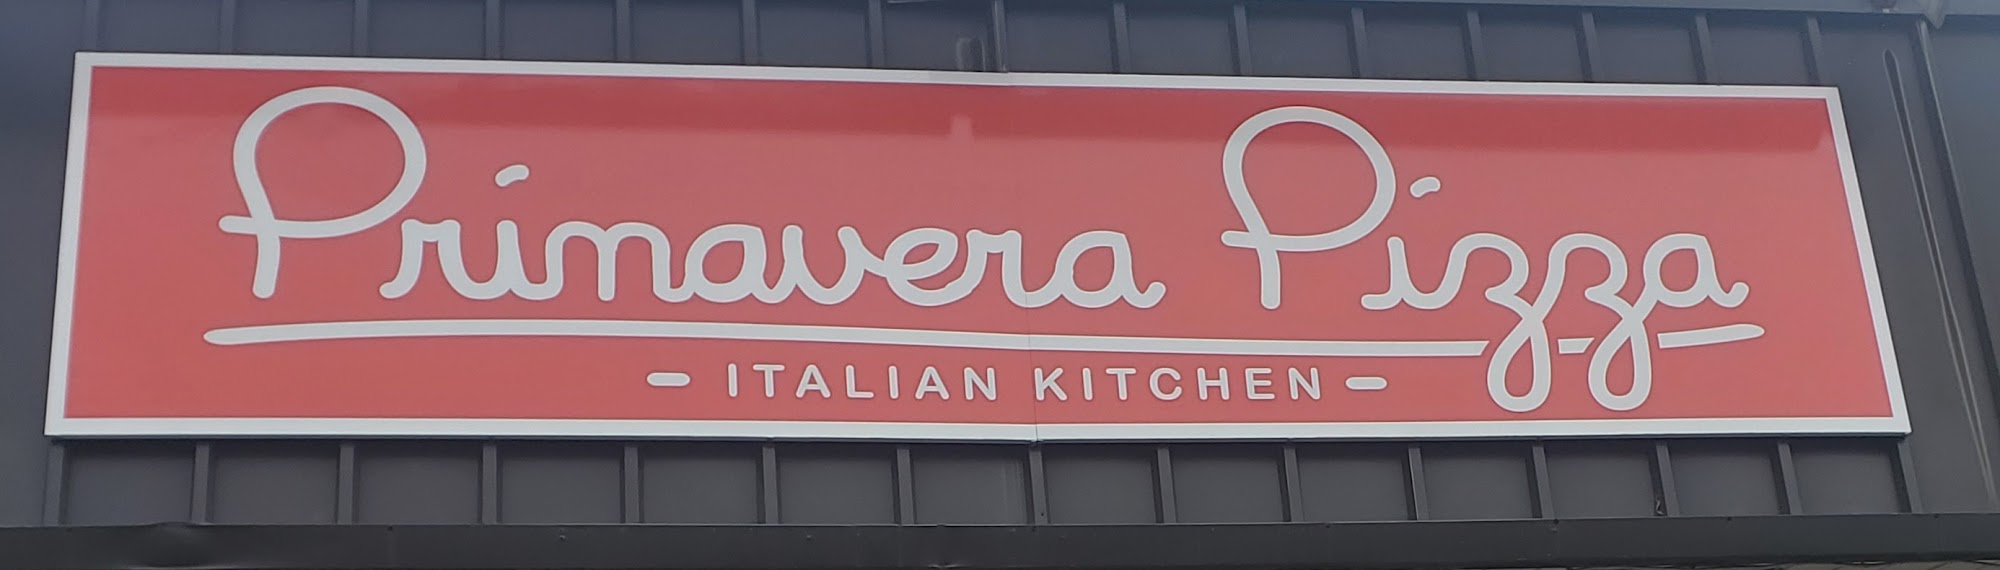 Primavera Pizza
- ITALIAN KITCHEN -